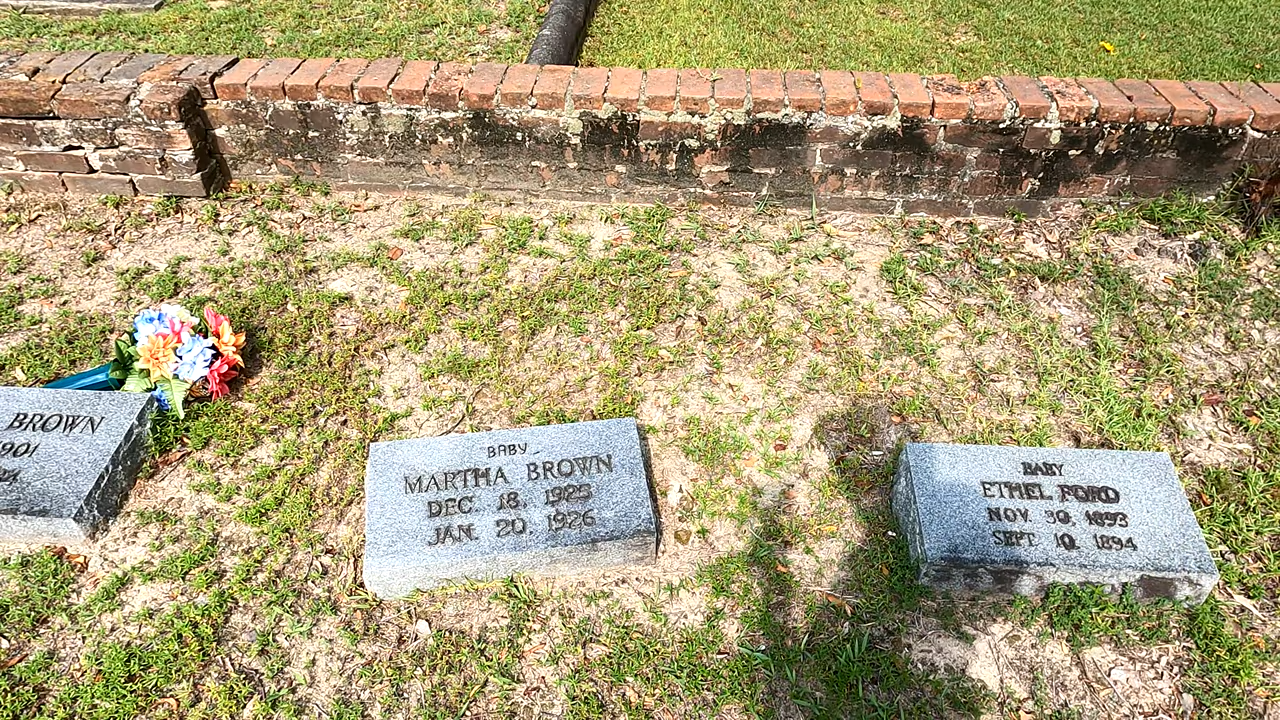 BROWN
1901
BABY
MARTHA BROWN
DEC. 18, 1925
JAN. 20, 1926
BABY
ETHEL FORD
NOV. 30, 1893
SEPT. 10, 1894